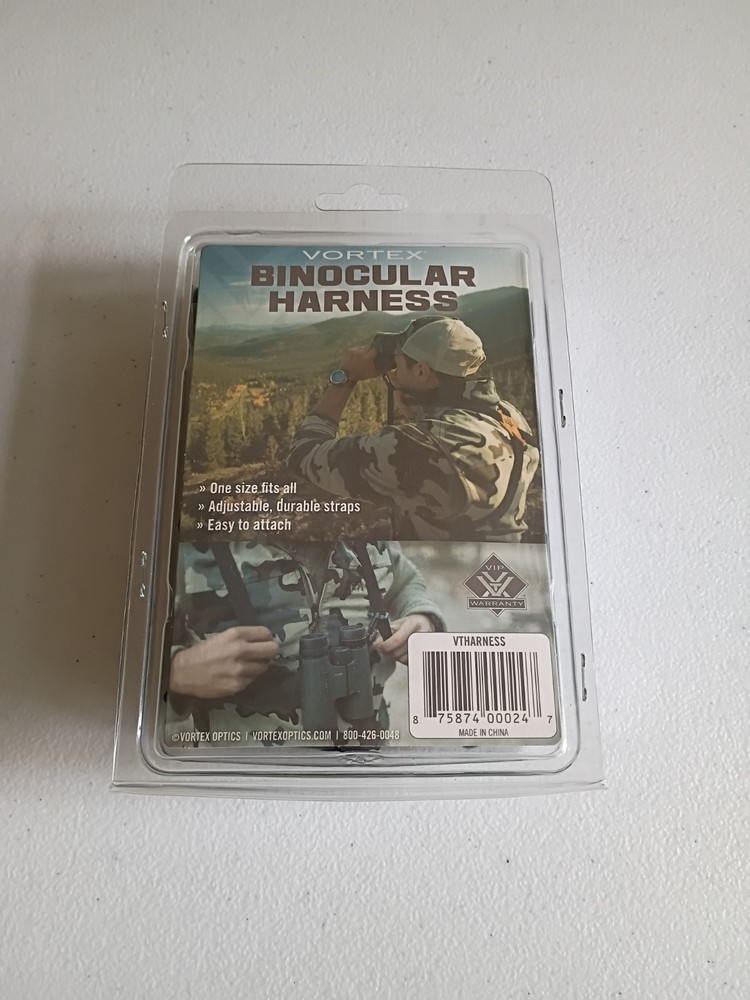 VORTEX®
BINOCULAR
HARNESS
» One size fits all
» Adjustable, durable straps
» Easy to attach
VIP
WARRANTY
VTHARNESS
8 75874 00024 7
MADE IN CHINA
©VORTEX OPTICS | VORTEXOPTICS.COM | 800-426-0048